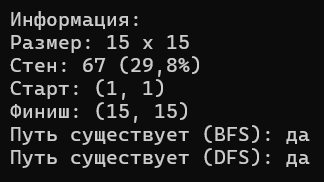 Информация:
Размер: 15 x 15
Стен: 67 (29,8%)
Старт: (1, 1)
Финиш: (15, 15)
Путь существует (BFS): да
Путь существует (DFS): да